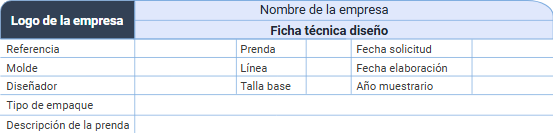 Logo de la empresa
Nombre de la empresa
Ficha técnica diseño
Referencia Prenda Fecha solicitud
Molde Línea Fecha elaboración
Diseñador Talla base Año muestrario
Tipo de empaque
Descripción de la prenda